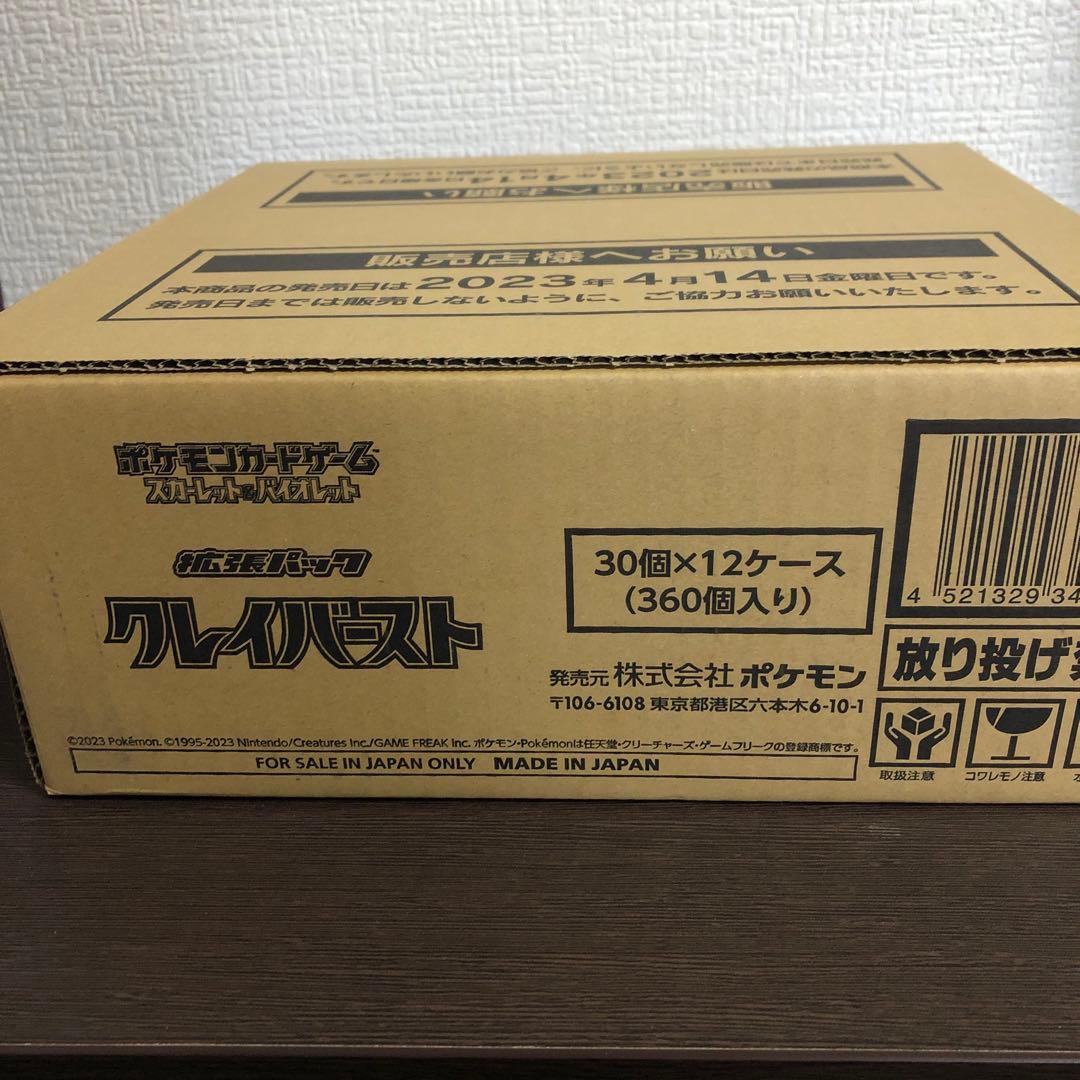 販売店様へお願い
販売店様へお願い
本商品の発売日は2023年4月14日金曜日です。
発売日までは販売しないように、ご協力お願いいたします。
ポケモンカードゲーム
スカーレット&バイオレット
拡張パック
クレイバースト
30個×12ケース
(360個入り)
発売元 株式会社 ポケモン
〒106-6108 東京都港区六本木6-10-1
©2023 Pokémon. ©1995-2023 Nintendo/Creatures Inc./GAME FREAK inc. ポケモン・Pokémonは任天堂・クリーチャーズ・ゲームフリークの登録商標です。
FOR SALE IN JAPAN ONLY MADE IN JAPAN
4 521329 34
放り投げ
取扱注意
コワレモノ注意